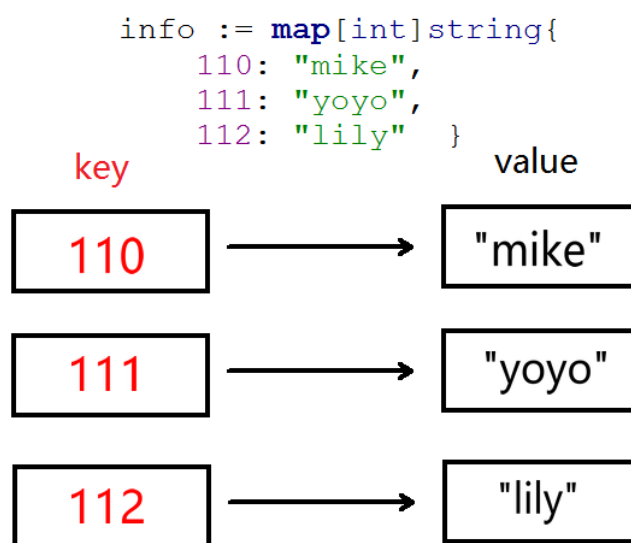 info := map[int]string{
110: "mike",
111: "yoyo",
112: "lily" }
key value
110 "mike"
111 "yoyo"
112 "lily"